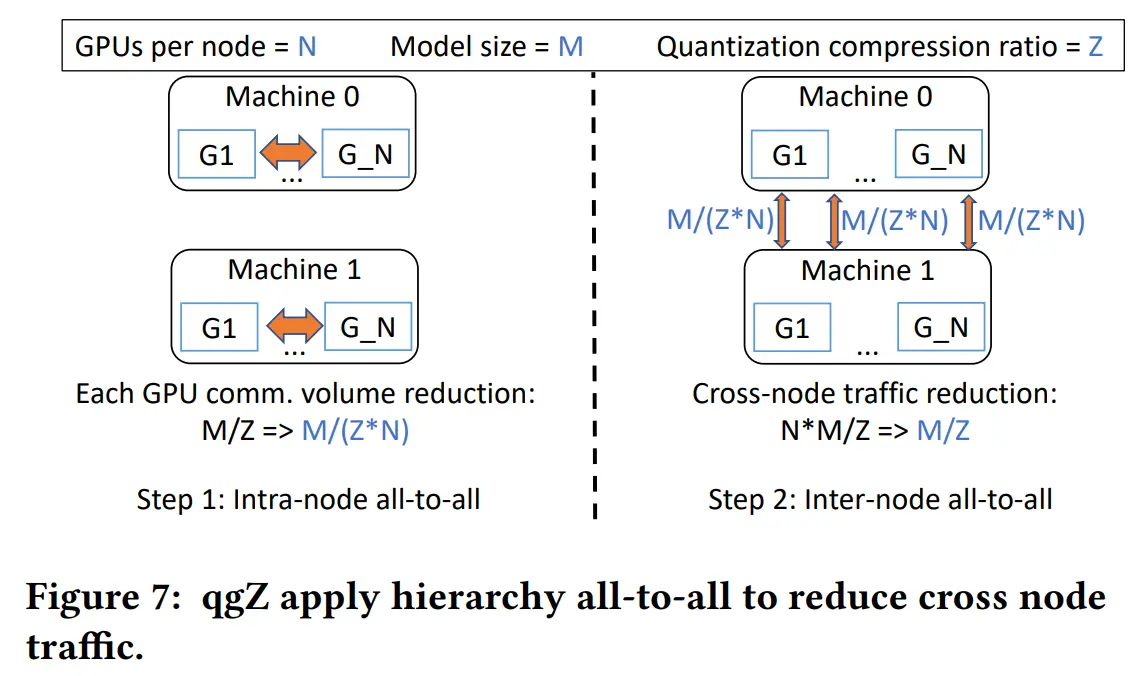 GPUs per node = N Model size = M Quantization compression ratio = Z
Machine 0
G1 G_N
...
Machine 1
G1 G_N
...
Each GPU comm. volume reduction:
M/Z => M/(Z*N)
Step 1: Intra-node all-to-all
Machine 0
G1 G_N
...
M/(Z*N) M/(Z*N) M/(Z*N)
Machine 1
G1 G_N
...
Cross-node traffic reduction:
N*M/Z => M/Z
Step 2: Inter-node all-to-all
Figure 7: qgZ apply hierarchy all-to-all to reduce cross node
traffic.